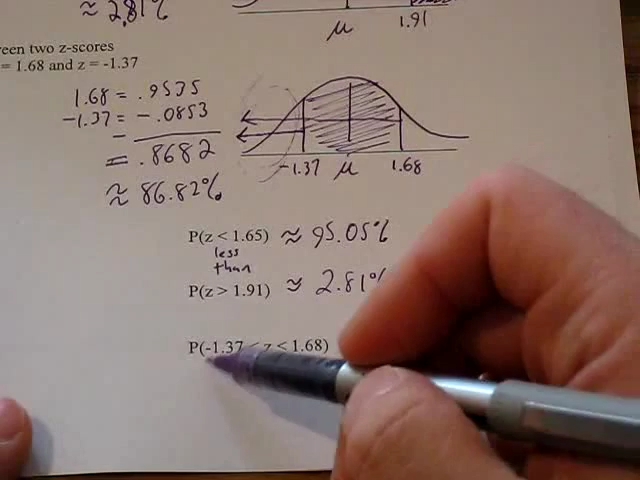 ≈ 2.81%
μ 1.91
een two z-scores
= 1.68 and z = -1.37
1.68 = .9535
-1.37 = - .0853
= .8682
≈ 86.82%
-1.37 μ 1.68
P(z < 1.65) ≈ 95.05%
less
than
P(z > 1.91) ≈ 2.81%
P(-1.37 < z < 1.68)